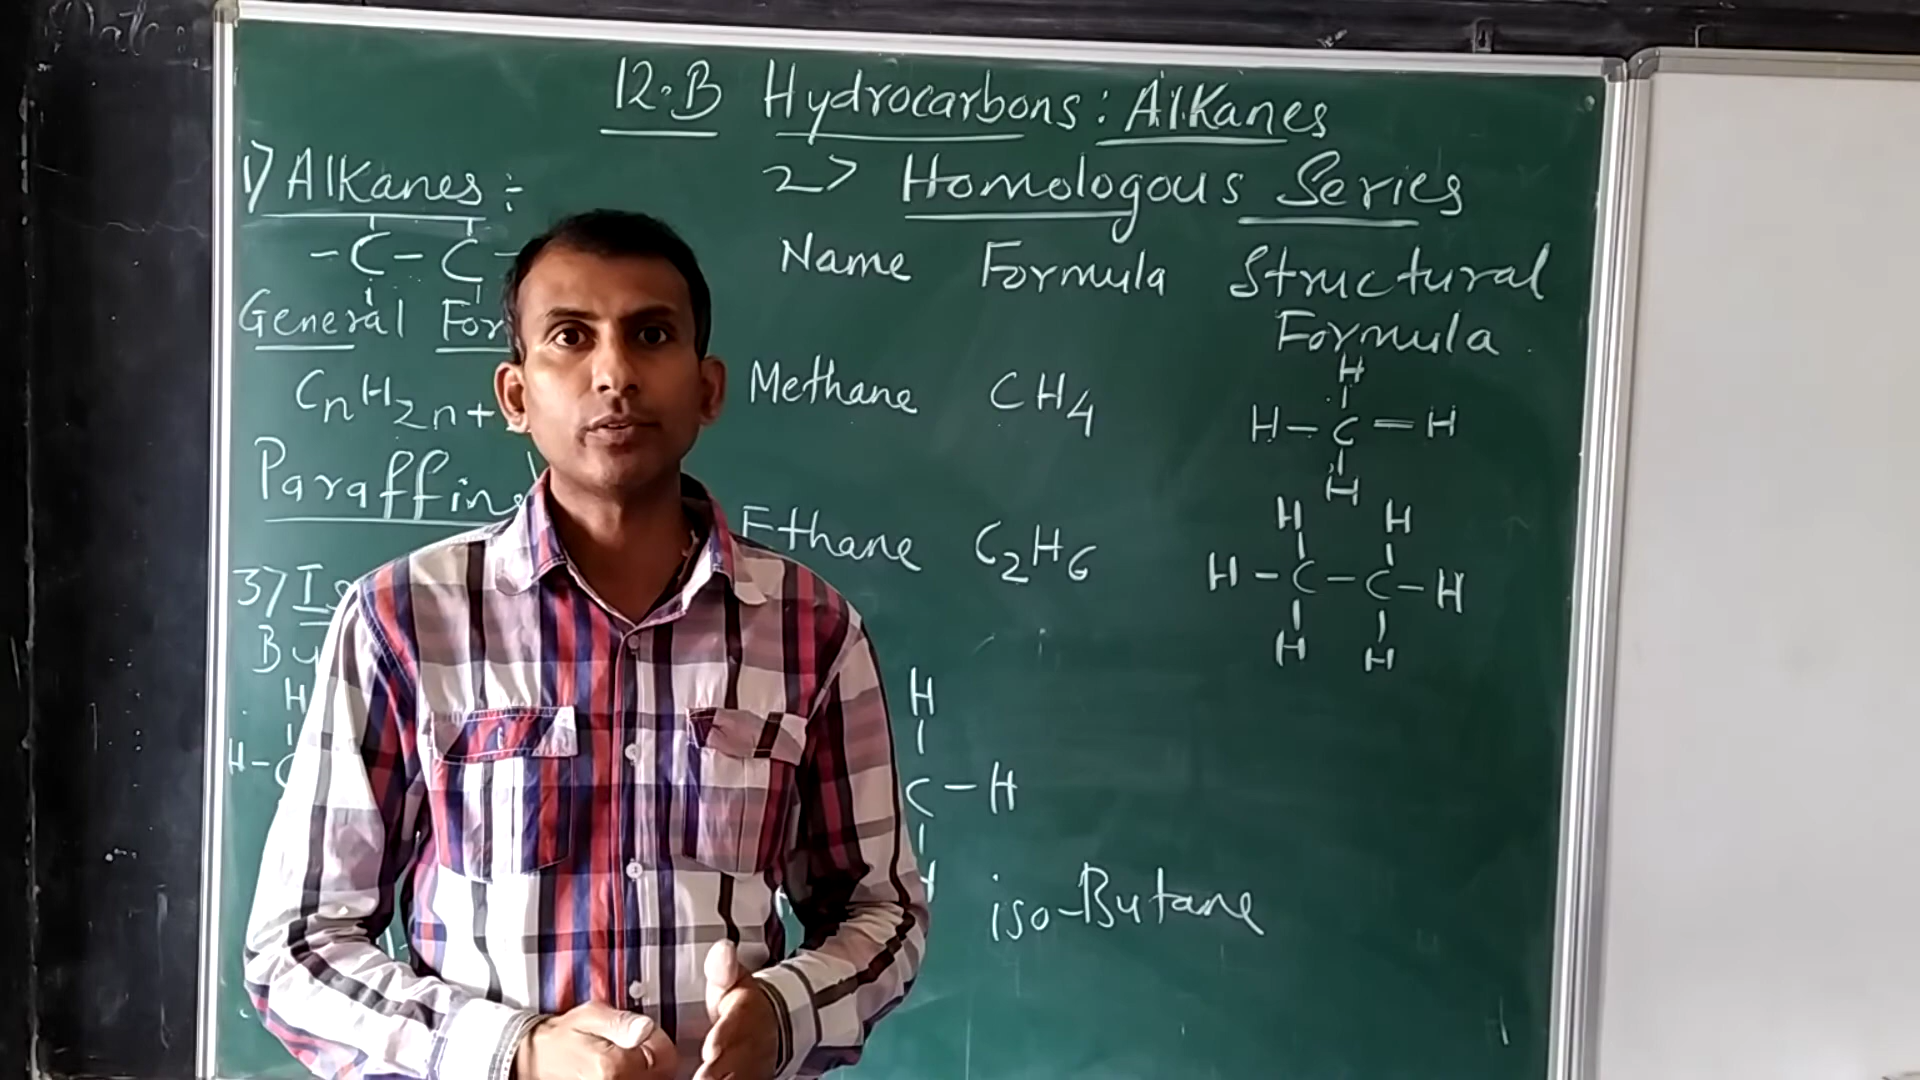 12.B Hydrocarbons: Alkanes
1) Alkanes :
- C - C -
General
CnH2n+
3)
H
H-C
2> Homologous Series
Name Formula Structural Formula
Methane CH4
H
H-C-H
H
Ethane C2H6
H H
H-C-C-H
H H
H
C-H
H
iso-Butane